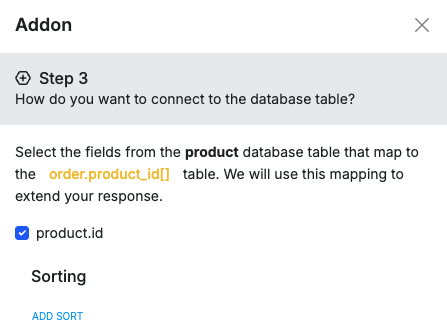 Addon
Step 3
How do you want to connect to the database table?
Select the fields from the product database table that map to
the order.product_id[] table. We will use this mapping to
extend your response.
product.id
Sorting
ADD SORT